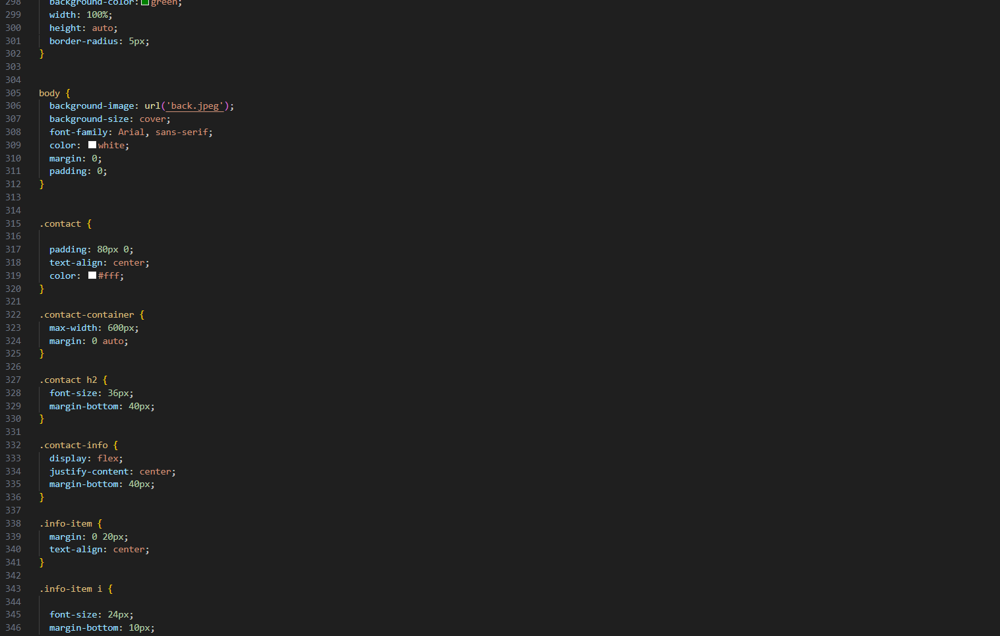 298 background-color:green;
299 width: 100%;
300 height: auto;
301 border-radius: 5px;
302 }
303
304
305 body {
306 background-image: url('back.jpeg');
307 background-size: cover;
308 font-family: Arial, sans-serif;
309 color: white;
310 margin: 0;
311 padding: 0;
312 }
313
314
315 .contact {
316
317 padding: 80px 0;
318 text-align: center;
319 color: #fff;
320 }
321
322 .contact-container {
323 max-width: 600px;
324 margin: 0 auto;
325 }
326
327 .contact h2 {
328 font-size: 36px;
329 margin-bottom: 40px;
330 }
331
332 .contact-info {
333 display: flex;
334 justify-content: center;
335 margin-bottom: 40px;
336 }
337
338 .info-item {
339 margin: 0 20px;
340 text-align: center;
341 }
342
343 .info-item i {
344
345 font-size: 24px;
346 margin-bottom: 10px;